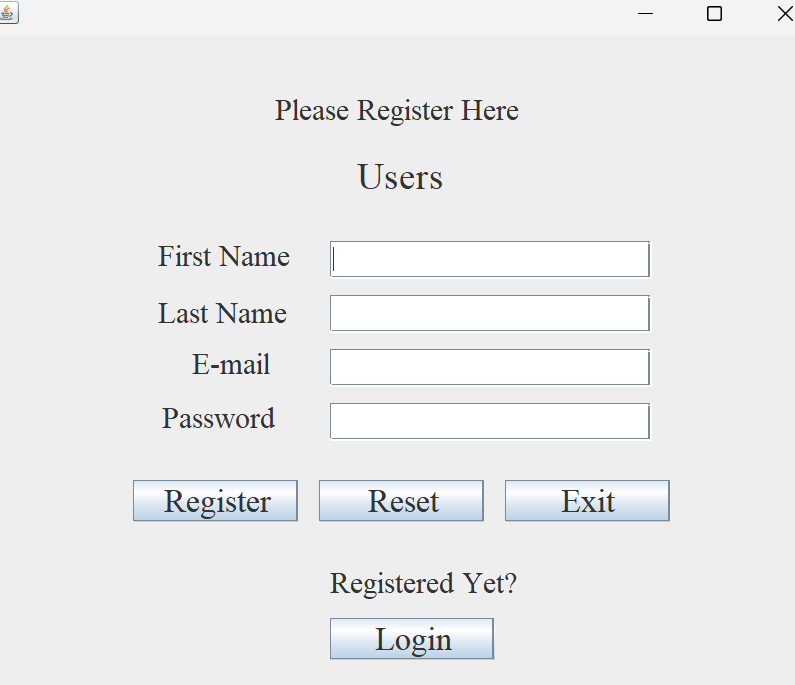 Please Register Here
Users
First Name
Last Name
E-mail
Password
Register Reset Exit
Registered Yet?
Login